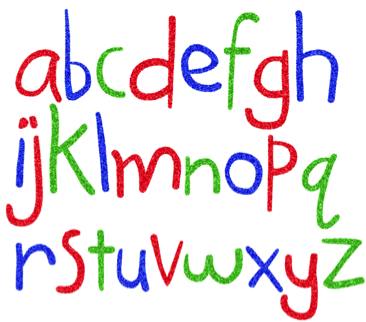 abcdefgh
ijklmnopq
rstuvwxyz